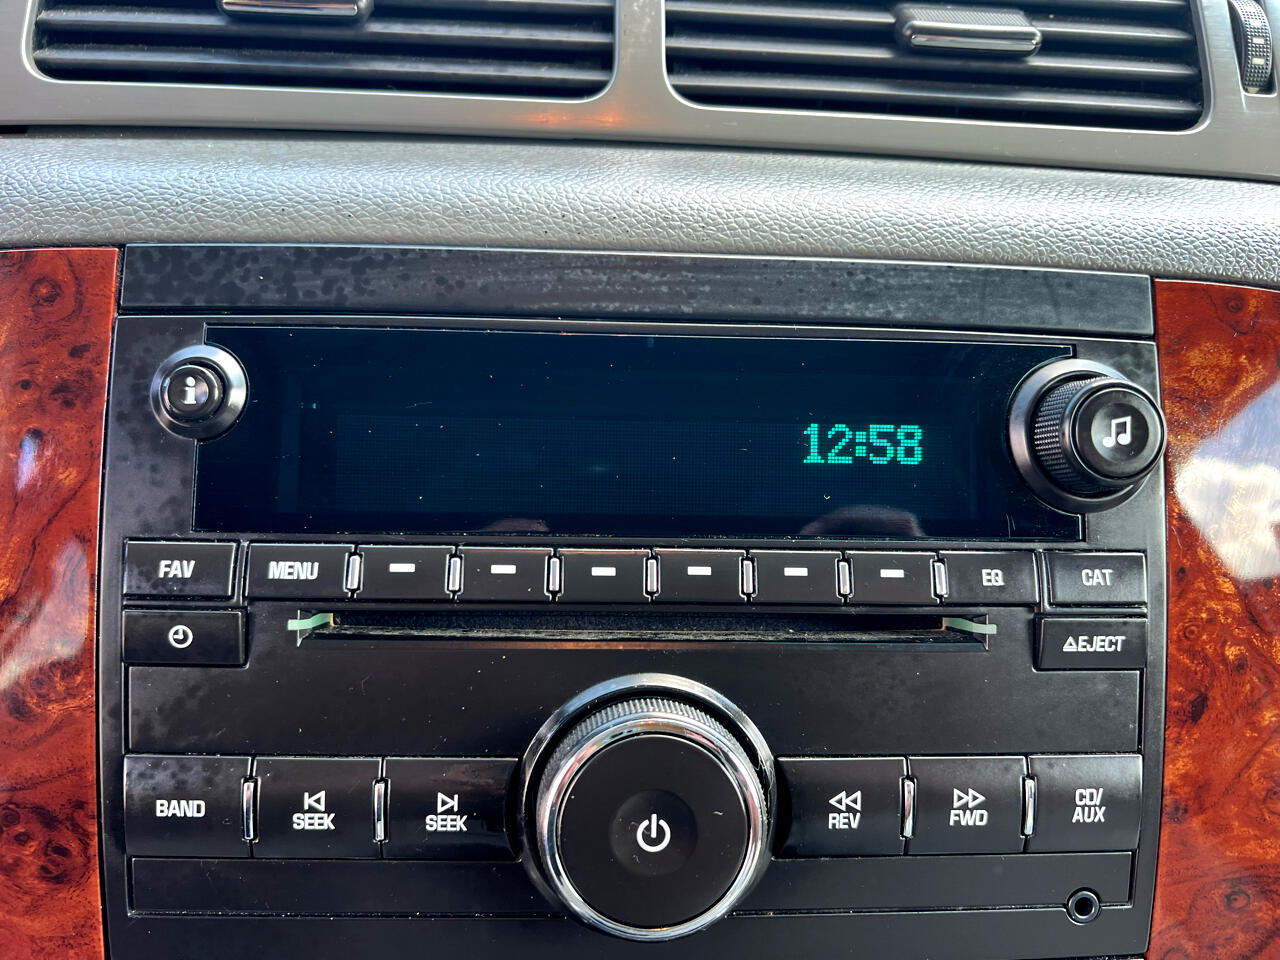 i
12:58
FAV
MENU
EQ
CAT
EJECT
BAND
SEEK
SEEK
REV
FWD
CD/
AUX